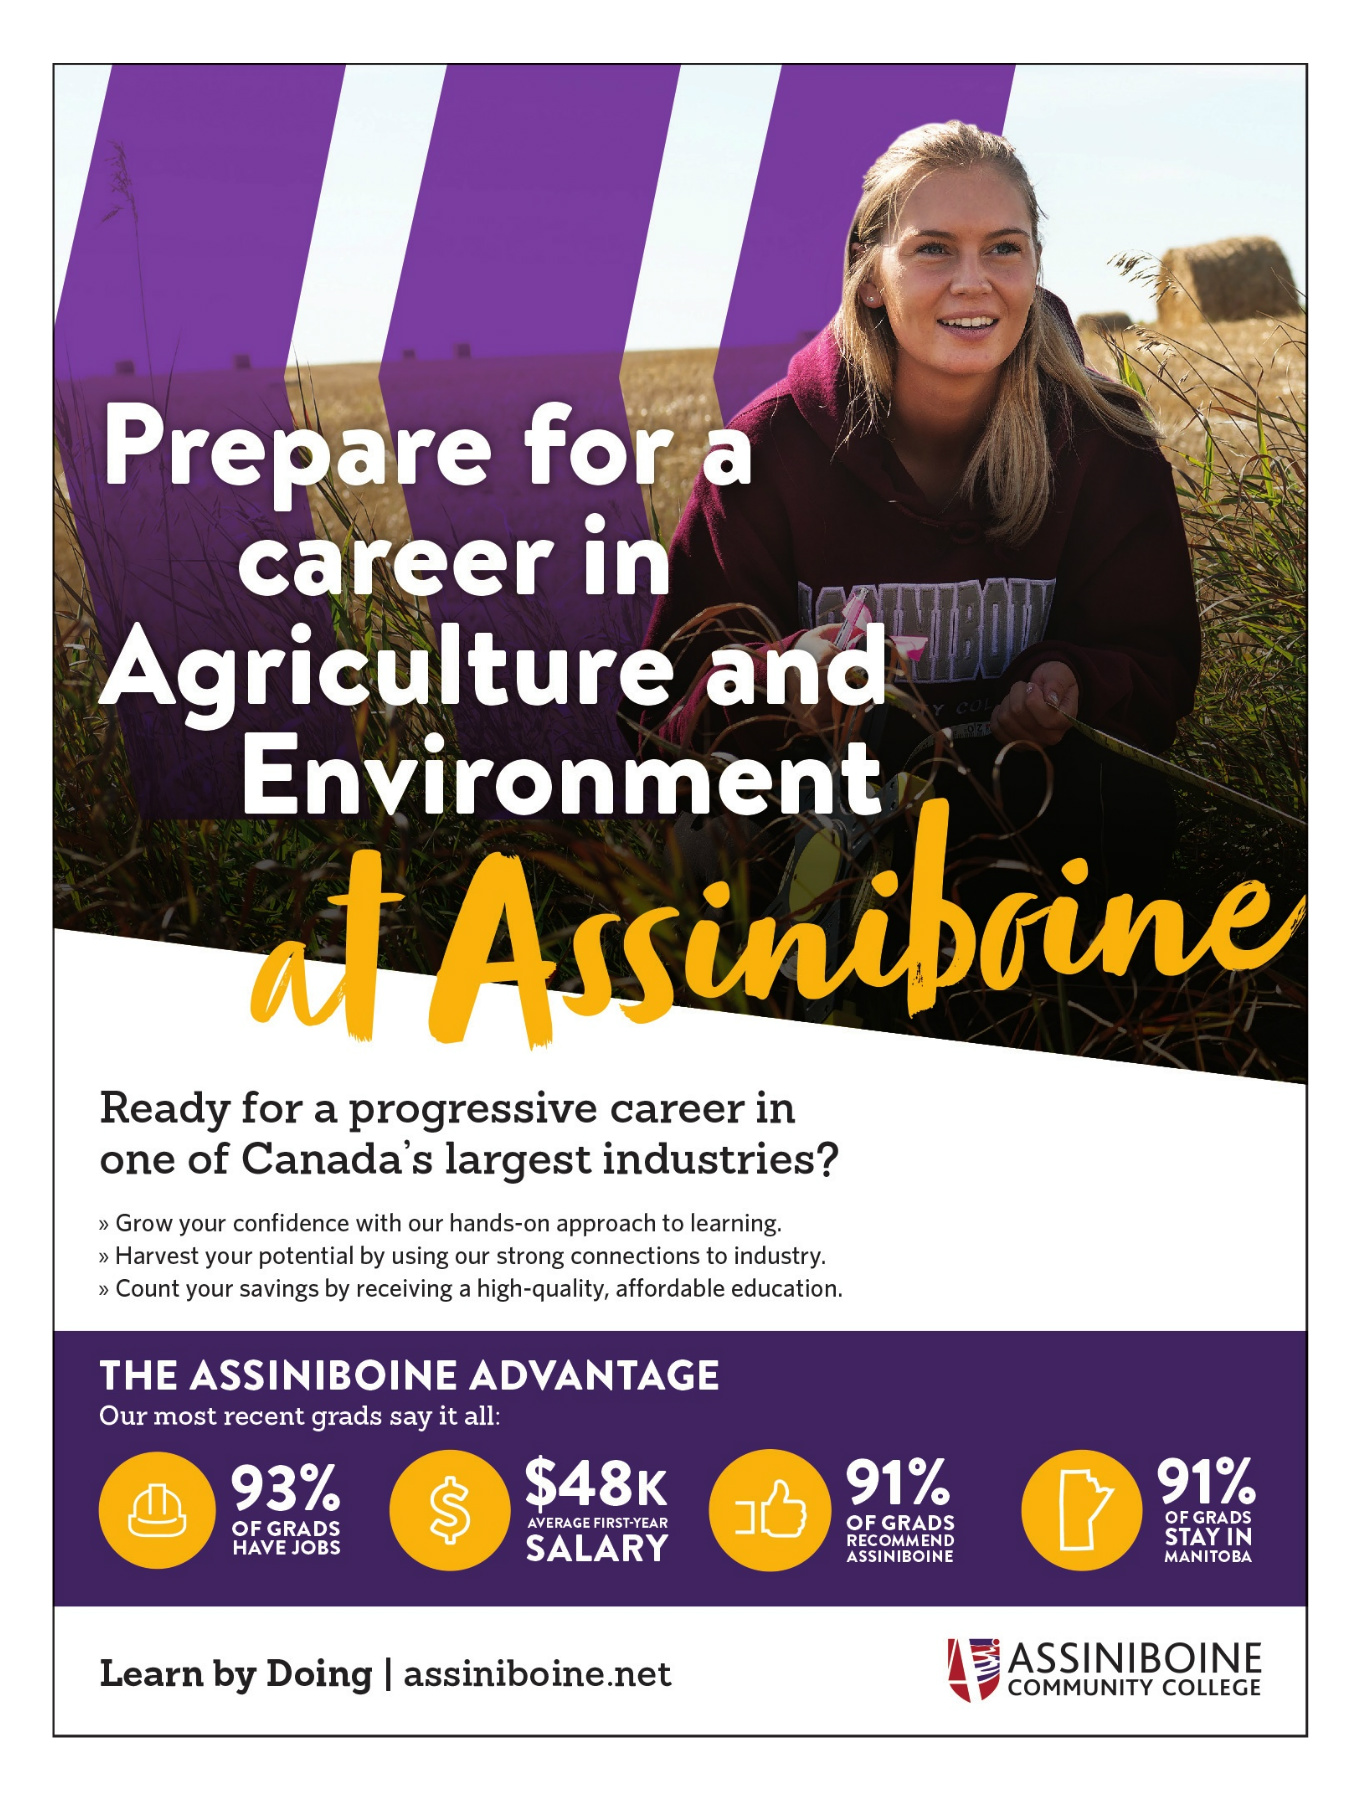 Prepare for a
career in
Agriculture and
Environment
at Assiniboine
Ready for a progressive career in
one of Canada's largest industries?
» Grow your confidence with our hands-on approach to learning.
» Harvest your potential by using our strong connections to industry.
» Count your savings by receiving a high-quality, affordable education.
THE ASSINIBOINE ADVANTAGE
Our most recent grads say it all:
93%
OF GRADS
HAVE JOBS
$48K
AVERAGE FIRST-YEAR
SALARY
91%
OF GRADS
RECOMMEND
ASSINIBOINE
91%
OF GRADS
STAY IN
MANITOBA
Learn by Doing | assiniboine.net
ASSINIBOINE
COMMUNITY COLLEGE